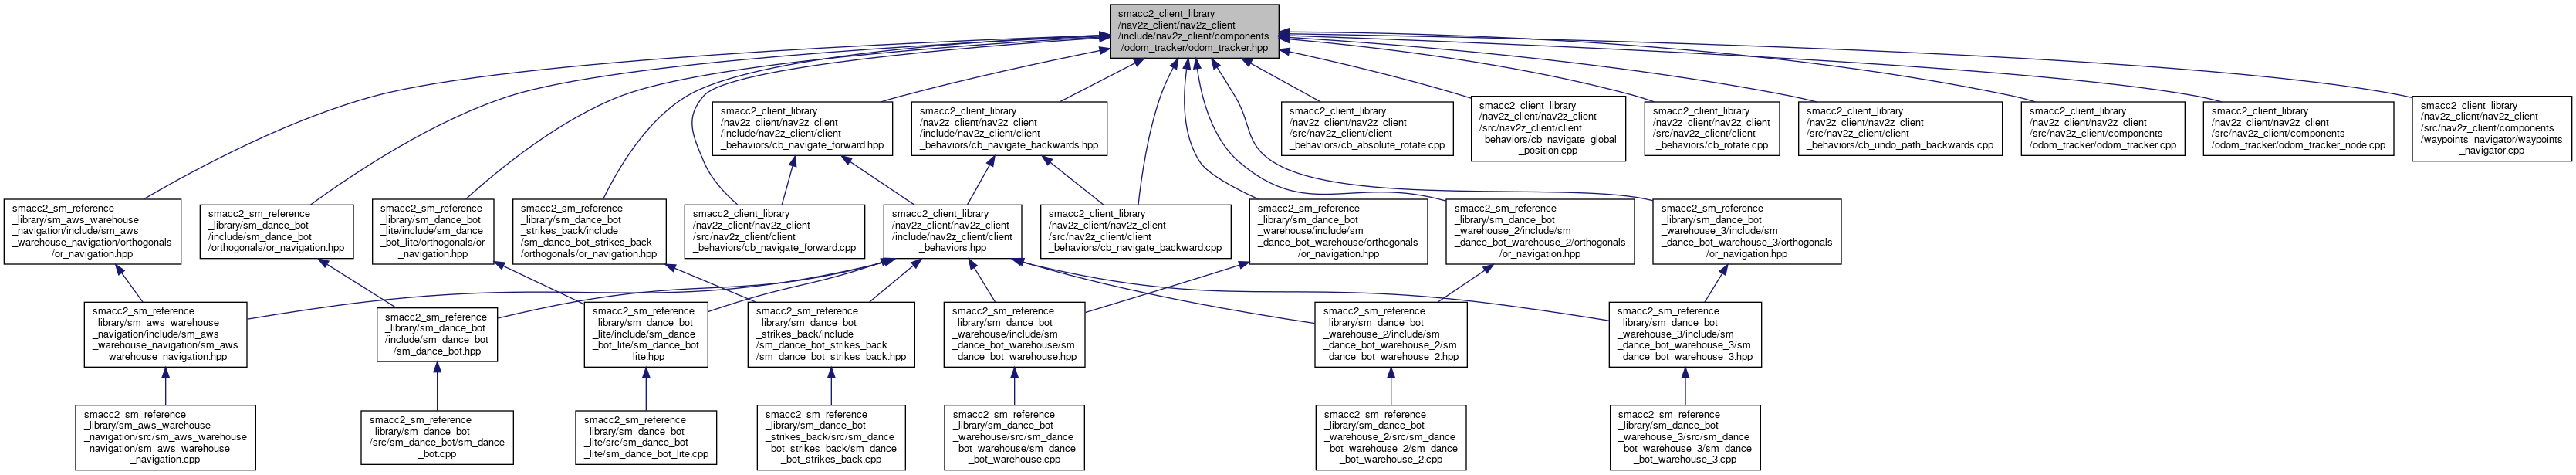 smacc2_client_library
/nav2z_client/nav2z_client
/include/nav2z_client/components
/odom_tracker/odom_tracker.hpp
smacc2_client_library
/nav2z_client/nav2z_client
/include/nav2z_client/client
_behaviors/cb_navigate_forward.hpp
smacc2_client_library
/nav2z_client/nav2z_client
/include/nav2z_client/client
_behaviors/cb_navigate_backwards.hpp
smacc2_client_library
/nav2z_client/nav2z_client
/src/nav2z_client/client
_behaviors/cb_absolute_rotate.cpp
smacc2_client_library
/nav2z_client/nav2z_client
/src/nav2z_client/client
_behaviors/cb_navigate_global
_position.cpp
smacc2_client_library
/nav2z_client/nav2z_client
/src/nav2z_client/client
_behaviors/cb_rotate.cpp
smacc2_client_library
/nav2z_client/nav2z_client
/src/nav2z_client/client
_behaviors/cb_undo_path_backwards.cpp
smacc2_client_library
/nav2z_client/nav2z_client
/src/nav2z_client/components
/odom_tracker/odom_tracker.cpp
smacc2_client_library
/nav2z_client/nav2z_client
/src/nav2z_client/components
/odom_tracker/odom_tracker_node.cpp
smacc2_client_library
/nav2z_client/nav2z_client
/src/nav2z_client/components
/waypoints_navigator/waypoints
_navigator.cpp
smacc2_sm_reference
_library/sm_aws_warehouse
_navigation/include/sm_aws
_warehouse_navigation/orthogonals
/or_navigation.hpp
smacc2_sm_reference
_library/sm_dance_bot
/include/sm_dance_bot
/orthogonals/or_navigation.hpp
smacc2_sm_reference
_library/sm_dance_bot
_lite/include/sm_dance
_bot_lite/orthogonals/or
_navigation.hpp
smacc2_sm_reference
_library/sm_dance_bot
_strikes_back/include
/sm_dance_bot_strikes_back
/orthogonals/or_navigation.hpp
smacc2_client_library
/nav2z_client/nav2z_client
/src/nav2z_client/client
_behaviors/cb_navigate_forward.cpp
smacc2_client_library
/nav2z_client/nav2z_client
/include/nav2z_client/client
_behaviors.hpp
smacc2_client_library
/nav2z_client/nav2z_client
/src/nav2z_client/client
_behaviors/cb_navigate_backward.cpp
smacc2_sm_reference
_library/sm_dance_bot
_warehouse/include/sm
_dance_bot_warehouse/orthogonals
/or_navigation.hpp
smacc2_sm_reference
_library/sm_dance_bot
_warehouse_2/include/sm
_dance_bot_warehouse_2/orthogonals
/or_navigation.hpp
smacc2_sm_reference
_library/sm_dance_bot
_warehouse_3/include/sm
_dance_bot_warehouse_3/orthogonals
/or_navigation.hpp
smacc2_sm_reference
_library/sm_aws_warehouse
_navigation/include/sm_aws
_warehouse_navigation/sm_aws
_warehouse_navigation.hpp
smacc2_sm_reference
_library/sm_dance_bot
/include/sm_dance_bot
/sm_dance_bot.hpp
smacc2_sm_reference
_library/sm_dance_bot
_lite/include/sm_dance
_bot_lite/sm_dance_bot
_lite.hpp
smacc2_sm_reference
_library/sm_dance_bot
_strikes_back/include
/sm_dance_bot_strikes_back
/sm_dance_bot_strikes_back.hpp
smacc2_sm_reference
_library/sm_dance_bot
_warehouse/include/sm
_dance_bot_warehouse/sm
_dance_bot_warehouse.hpp
smacc2_sm_reference
_library/sm_dance_bot
_warehouse_2/include/sm
_dance_bot_warehouse_2/sm
_dance_bot_warehouse_2.hpp
smacc2_sm_reference
_library/sm_dance_bot
_warehouse_3/include/sm
_dance_bot_warehouse_3/sm
_dance_bot_warehouse_3.hpp
smacc2_sm_reference
_library/sm_aws_warehouse
_navigation/src/sm_aws_warehouse
_navigation/sm_aws_warehouse
_navigation.cpp
smacc2_sm_reference
_library/sm_dance_bot
/src/sm_dance_bot/sm_dance
_bot.cpp
smacc2_sm_reference
_library/sm_dance_bot
_lite/src/sm_dance_bot
_lite/sm_dance_bot_lite.cpp
smacc2_sm_reference
_library/sm_dance_bot
_strikes_back/src/sm_dance
_bot_strikes_back/sm_dance
_bot_strikes_back.cpp
smacc2_sm_reference
_library/sm_dance_bot
_warehouse/src/sm_dance
_bot_warehouse/sm_dance
_bot_warehouse.cpp
smacc2_sm_reference
_library/sm_dance_bot
_warehouse_2/src/sm_dance
_bot_warehouse_2/sm_dance
_bot_warehouse_2.cpp
smacc2_sm_reference
_library/sm_dance_bot
_warehouse_3/src/sm_dance
_bot_warehouse_3/sm_dance
_bot_warehouse_3.cpp